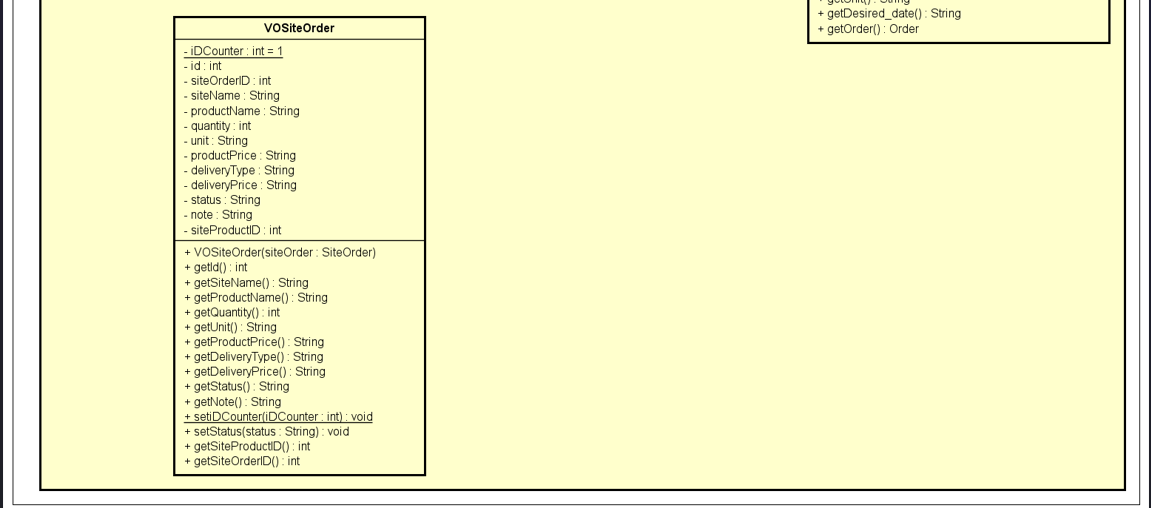 VOSiteOrder
- iDCounter : int = 1
- id : int
- siteOrderID : int
- siteName : String
- productName : String
- quantity : int
- unit : String
- productPrice : String
- deliveryType : String
- deliveryPrice : String
- status : String
- note : String
- siteProductID : int
+ VOSiteOrder(siteOrder : SiteOrder)
+ getId() : int
+ getSiteName() : String
+ getProductName() : String
+ getQuantity() : int
+ getUnit() : String
+ getProductPrice() : String
+ getDeliveryType() : String
+ getDeliveryPrice() : String
+ getStatus() : String
+ getNote() : String
+ setiDCounter(iDCounter : int) : void
+ setStatus(status : String) : void
+ getSiteProductID() : int
+ getSiteOrderID() : int
+ getUnit() : String
+ getDesired_date() : String
+ getOrder() : Order